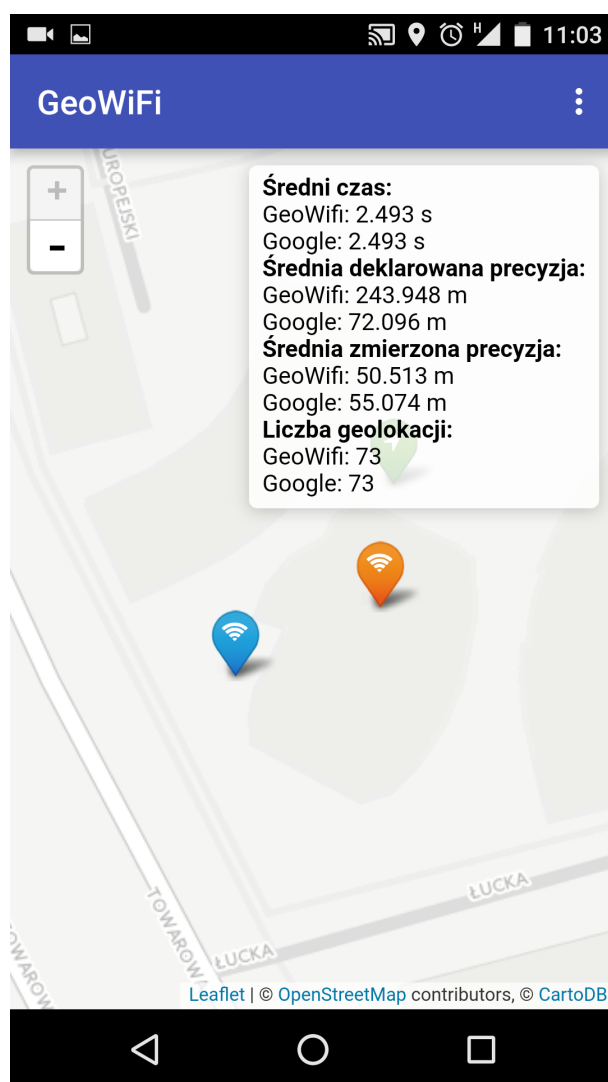 H
11:03
GeoWiFi
+
-
UROPEJSKI
Średni czas:
GeoWifi: 2.493 s
Google: 2.493 s
Średnia deklarowana precyzja:
GeoWifi: 243.948 m
Google: 72.096 m
Średnia zmierzona precyzja:
GeoWifi: 50.513 m
Google: 55.074 m
Liczba geolokacji:
GeoWifi: 73
Google: 73
ŁUCKA
TOWAROWA
ŁUCKA
OWAROW
Leaflet | © OpenStreetMap contributors, © CartoDB